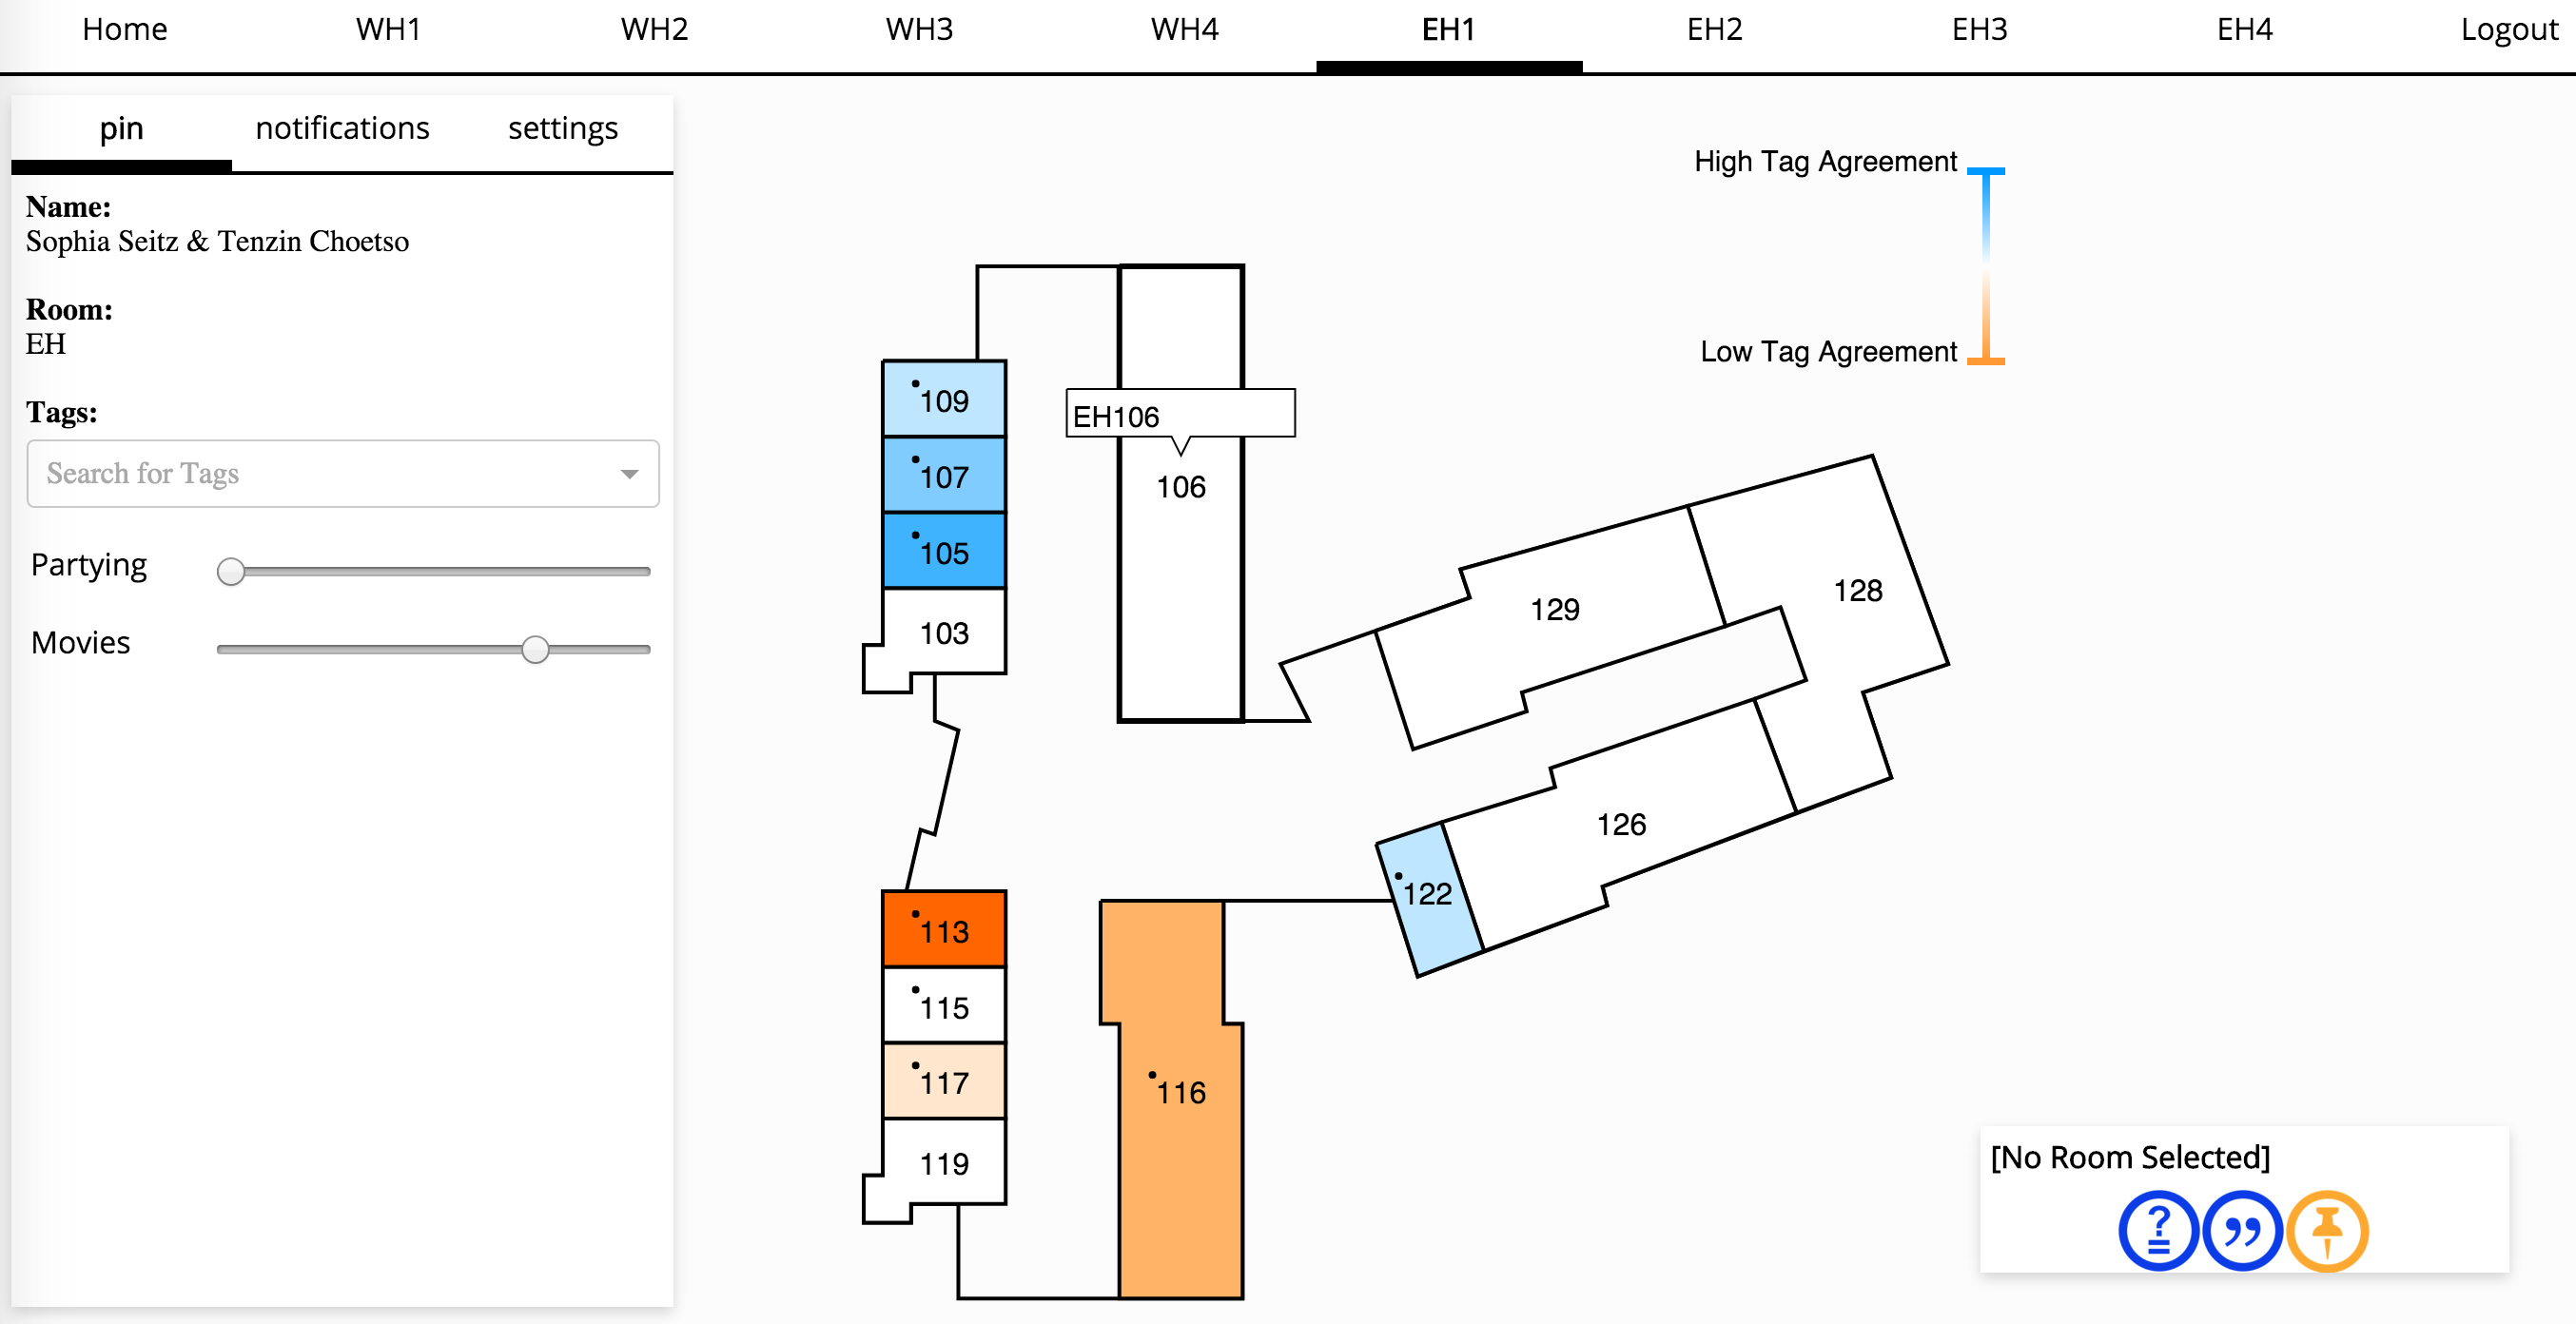 Home WH1 WH2 WH3 WH4 EH1 EH2 EH3 EH4 Logout
pin notifications settings
Name:
Sophia Seitz & Tenzin Choetso
Room:
EH
Tags:
Search for Tags
Partying
Movies
High Tag Agreement
Low Tag Agreement
109
107
105
103
EH106
106
129
128
126
122
113
115
117
119
116
[No Room Selected]
?
”